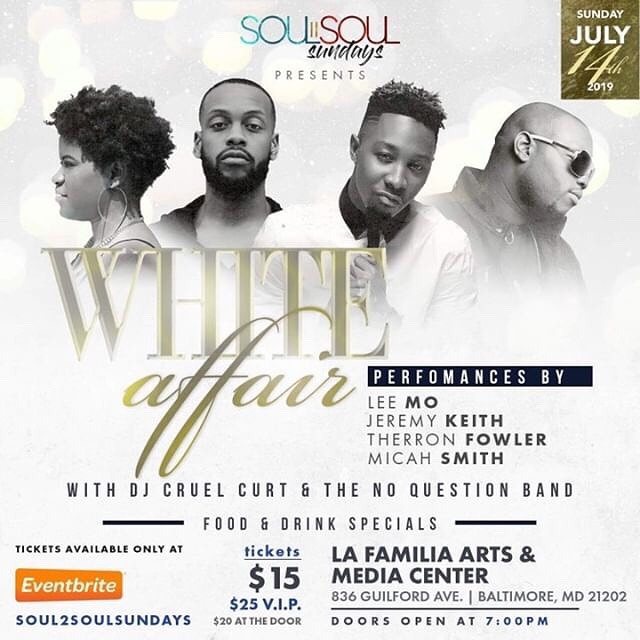 SOUL II SOUL
sundays
PRESENTS
SUNDAY
JULY
14th
2019
WHITE
affair
PERFOMANCES BY
LEE MO
JEREMY KEITH
THERRON FOWLER
MICAH SMITH
WITH DJ CRUEL CURT & THE NO QUESTION BAND
FOOD & DRINK SPECIALS
TICKETS AVAILABLE ONLY AT
Eventbrite
SOUL2SOULSUNDAYS
tickets
$15
$25 V.I.P.
$20 AT THE DOOR
LA FAMILIA ARTS &
MEDIA CENTER
836 GUILFORD AVE. | BALTIMORE, MD 21202
DOORS OPEN AT 7:00PM